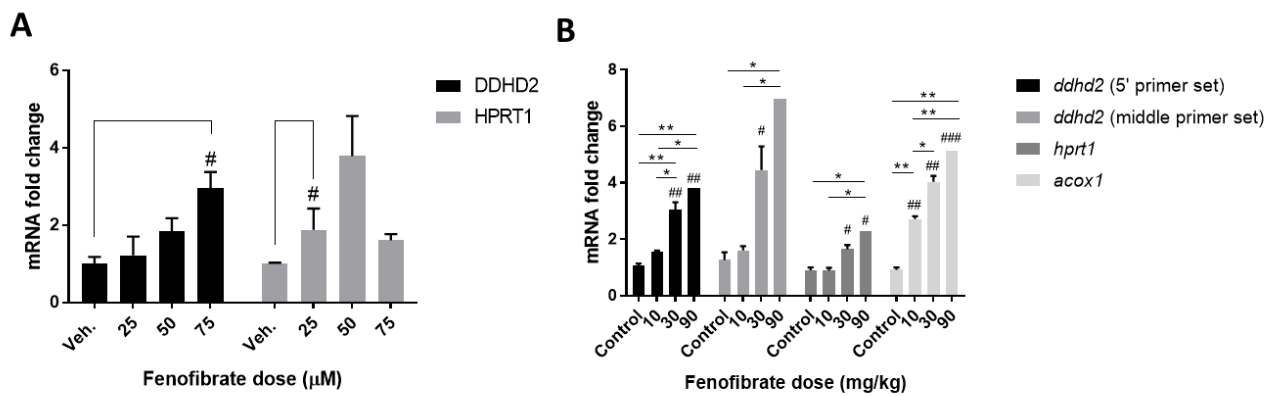 A
mRNA fold change
6
4
2
0
#
#
Veh.
25
50
75
Veh.
25
50
75
Fenofibrate dose (μM)
DDHD2
HPRT1
B
mRNA fold change
8
6
4
2
0
**
*
**
*
##
##
*
*
#
*
*
#
#
**
**
*
**
##
##
###
Control
10
30
90
Control
10
30
90
Control
10
30
90
Control
10
30
90
Fenofibrate dose (mg/kg)
ddhd2 (5' primer set)
ddhd2 (middle primer set)
hprt1
acox1